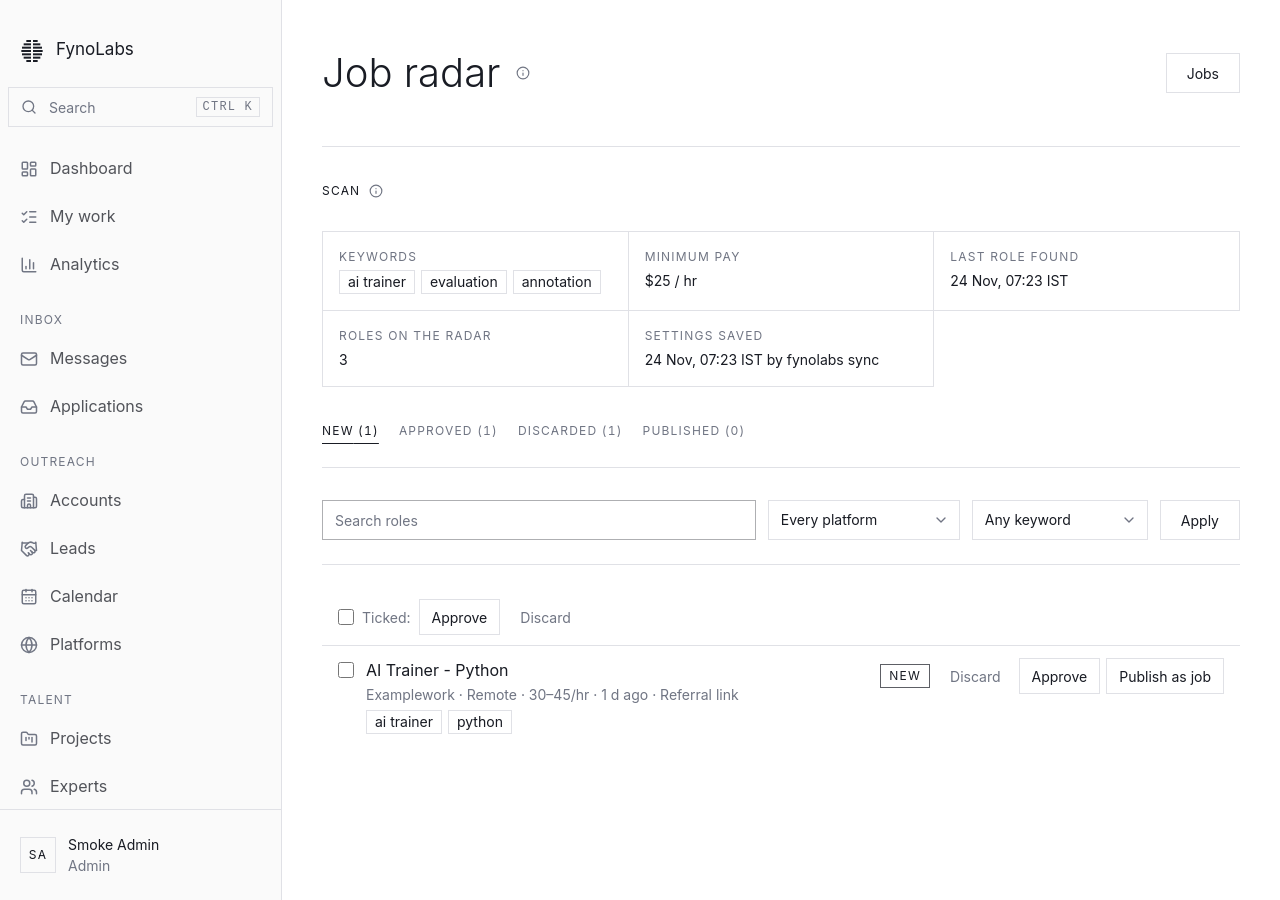 FynoLabs
Search CTRL K
Dashboard
My work
Analytics
INBOX
Messages
Applications
OUTREACH
Accounts
Leads
Calendar
Platforms
TALENT
Projects
Experts
SA
Smoke Admin
Admin
Job radar
Jobs
SCAN
KEYWORDS
ai trainer evaluation annotation
MINIMUM PAY
$25 / hr
LAST ROLE FOUND
24 Nov, 07:23 IST
ROLES ON THE RADAR
3
SETTINGS SAVED
24 Nov, 07:23 IST by fynolabs sync
NEW (1) APPROVED (1) DISCARDED (1) PUBLISHED (0)
Search roles Every platform Any keyword Apply
Ticked: Approve Discard
AI Trainer - Python
NEW Discard Approve Publish as job
Examplework · Remote · 30–45/hr · 1 d ago · Referral link
ai trainer python